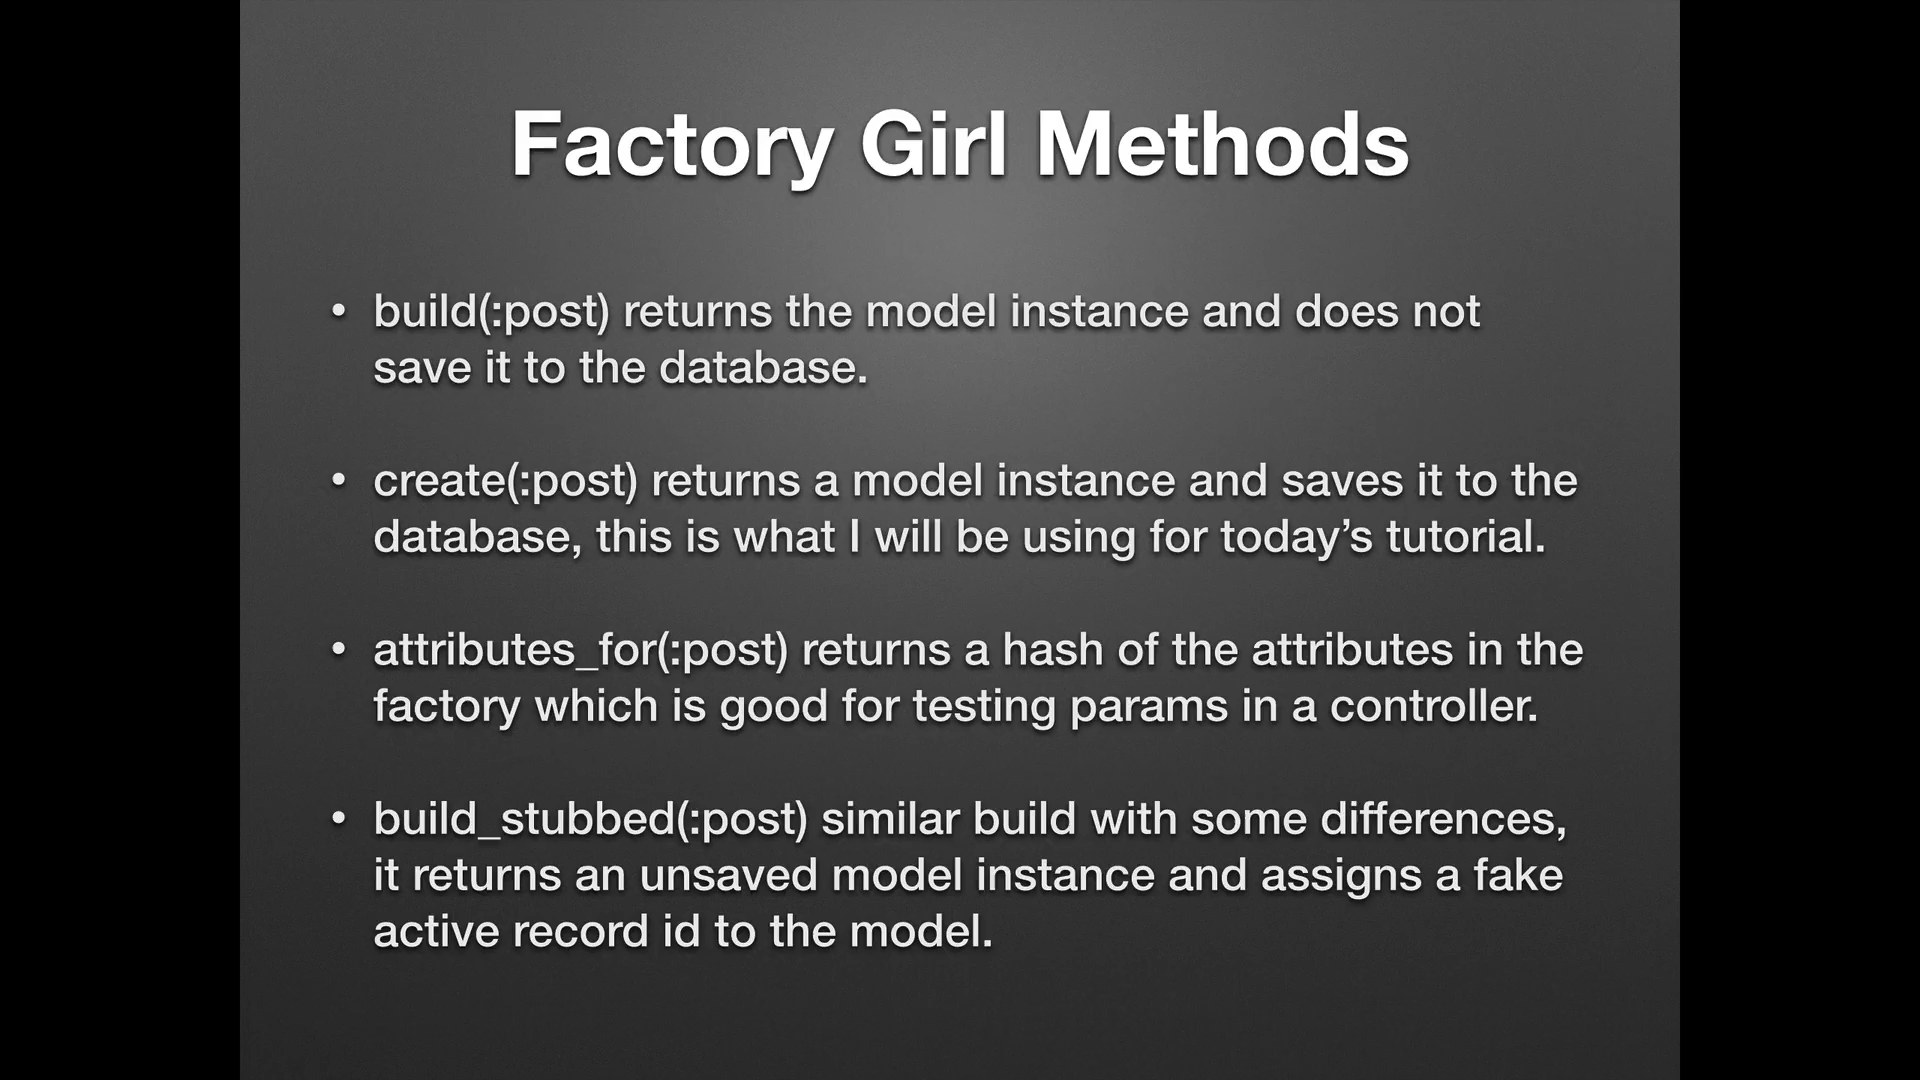 Factory Girl Methods
• build(:post) returns the model instance and does not
save it to the database.
• create(:post) returns a model instance and saves it to the
database, this is what I will be using for today’s tutorial.
• attributes_for(:post) returns a hash of the attributes in the
factory which is good for testing params in a controller.
• build_stubbed(:post) similar build with some differences,
it returns an unsaved model instance and assigns a fake
active record id to the model.